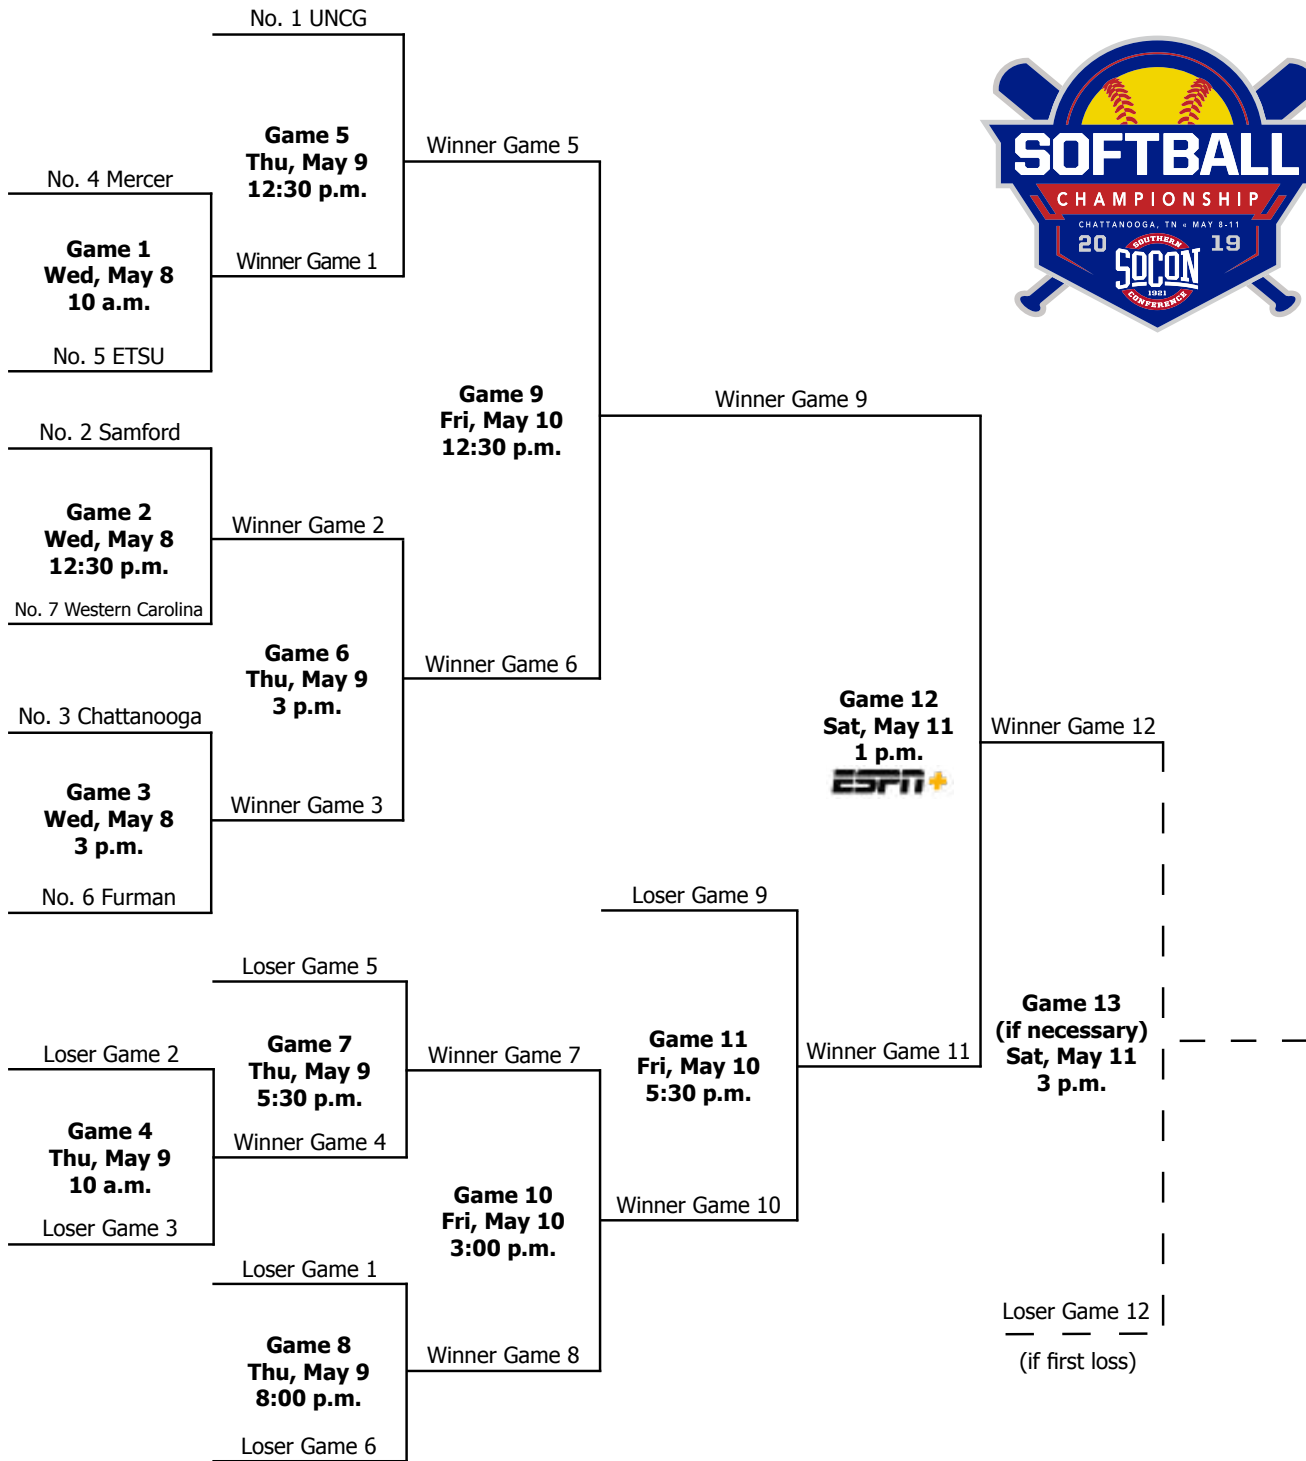 No. 1 UNCG
Game 5
Thu, May 9
12:30 p.m.
Winner Game 5
No. 4 Mercer
Game 1
Wed, May 8
10 a.m.
Winner Game 1
No. 5 ETSU
SOFTBALL
CHAMPIONSHIP
CHATTANOOGA, TN • MAY 8-11
20 19
SOUTHERN
SOCON
1921
CONFERENCE
Game 9
Fri, May 10
12:30 p.m.
Winner Game 9
No. 2 Samford
Game 2
Wed, May 8
12:30 p.m.
Winner Game 2
No. 7 Western Carolina
Game 6
Thu, May 9
3 p.m.
Winner Game 6
No. 3 Chattanooga
Game 3
Wed, May 8
3 p.m.
Winner Game 3
No. 6 Furman
Game 12
Sat, May 11
1 p.m.
ESPN+
Winner Game 12
Loser Game 9
Loser Game 5
Game 7
Thu, May 9
5:30 p.m.
Winner Game 7
Loser Game 2
Game 4
Thu, May 9
10 a.m.
Winner Game 4
Loser Game 3
Game 11
Fri, May 10
5:30 p.m.
Winner Game 11
Game 13
(if necessary)
Sat, May 11
3 p.m.
Game 10
Fri, May 10
3:00 p.m.
Winner Game 10
Loser Game 1
Game 8
Thu, May 9
8:00 p.m.
Winner Game 8
Loser Game 6
Loser Game 12
(if first loss)